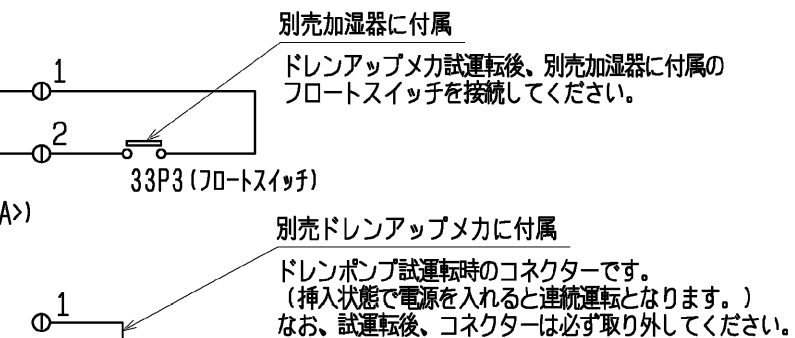 別売加湿器に付属
1
ドレンアップメカ試運転後、別売加湿器に付属の
フロートスイッチを接続してください。
2
33P3(フロートスイッチ)
A>)
別売ドレンアップメカに付属
ドレンポンプ試運転時のコネクターです。
1
(挿入状態で電源を入れると連続運転となります。)
なお、試運転後、コネクターは必ず取り外してください。